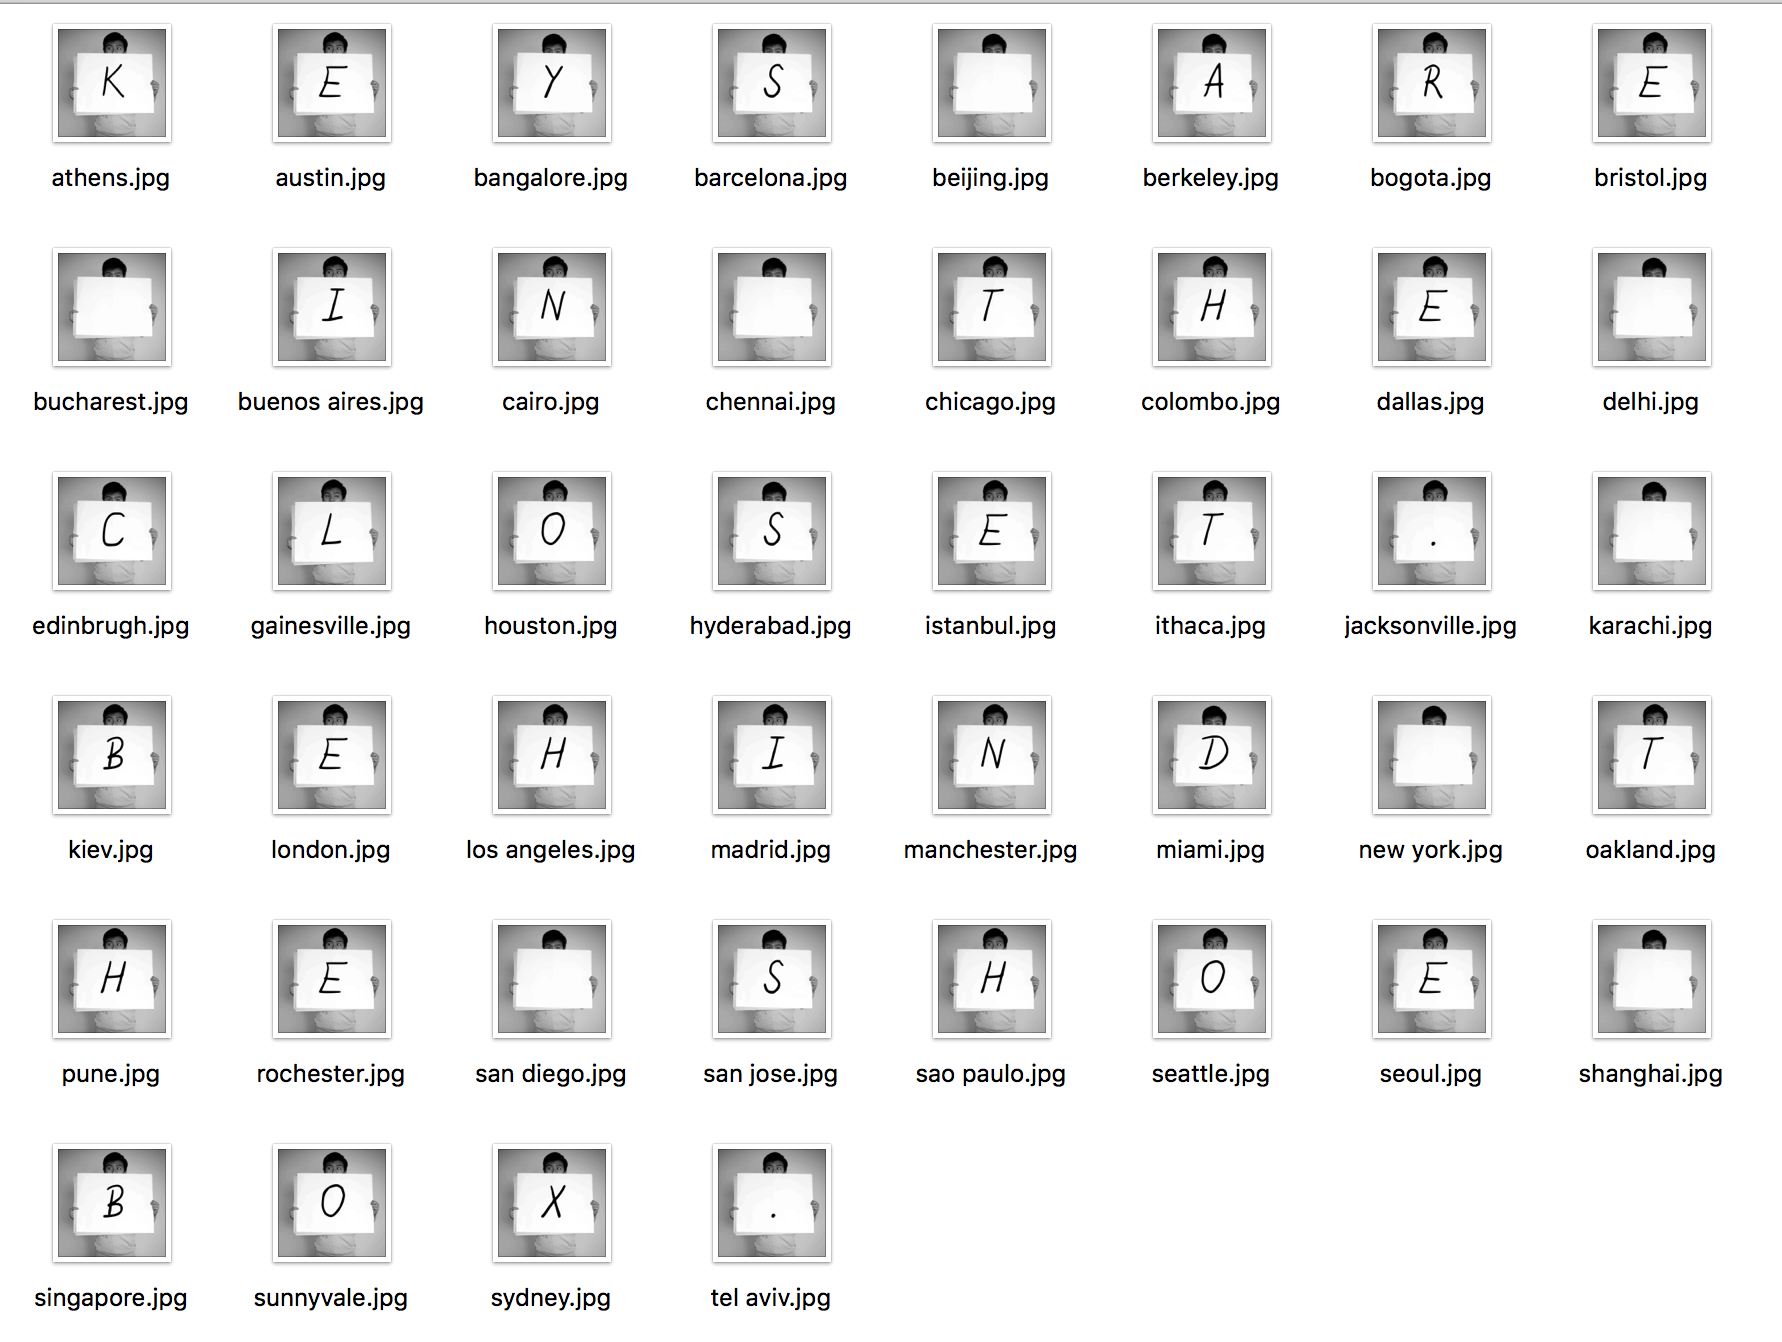 K E Y S A R E
athens.jpg austin.jpg bangalore.jpg barcelona.jpg beijing.jpg berkeley.jpg bogota.jpg bristol.jpg
I N T H E
bucharest.jpg buenos aires.jpg cairo.jpg chennai.jpg chicago.jpg colombo.jpg dallas.jpg delhi.jpg
C L O S E T .
edinbrugh.jpg gainesville.jpg houston.jpg hyderabad.jpg istanbul.jpg ithaca.jpg jacksonville.jpg karachi.jpg
B E H I N D T
kiev.jpg london.jpg los angeles.jpg madrid.jpg manchester.jpg miami.jpg new york.jpg oakland.jpg
H E S H O E
pune.jpg rochester.jpg san diego.jpg san jose.jpg sao paulo.jpg seattle.jpg seoul.jpg shanghai.jpg
B O X .
singapore.jpg sunnyvale.jpg sydney.jpg tel aviv.jpg